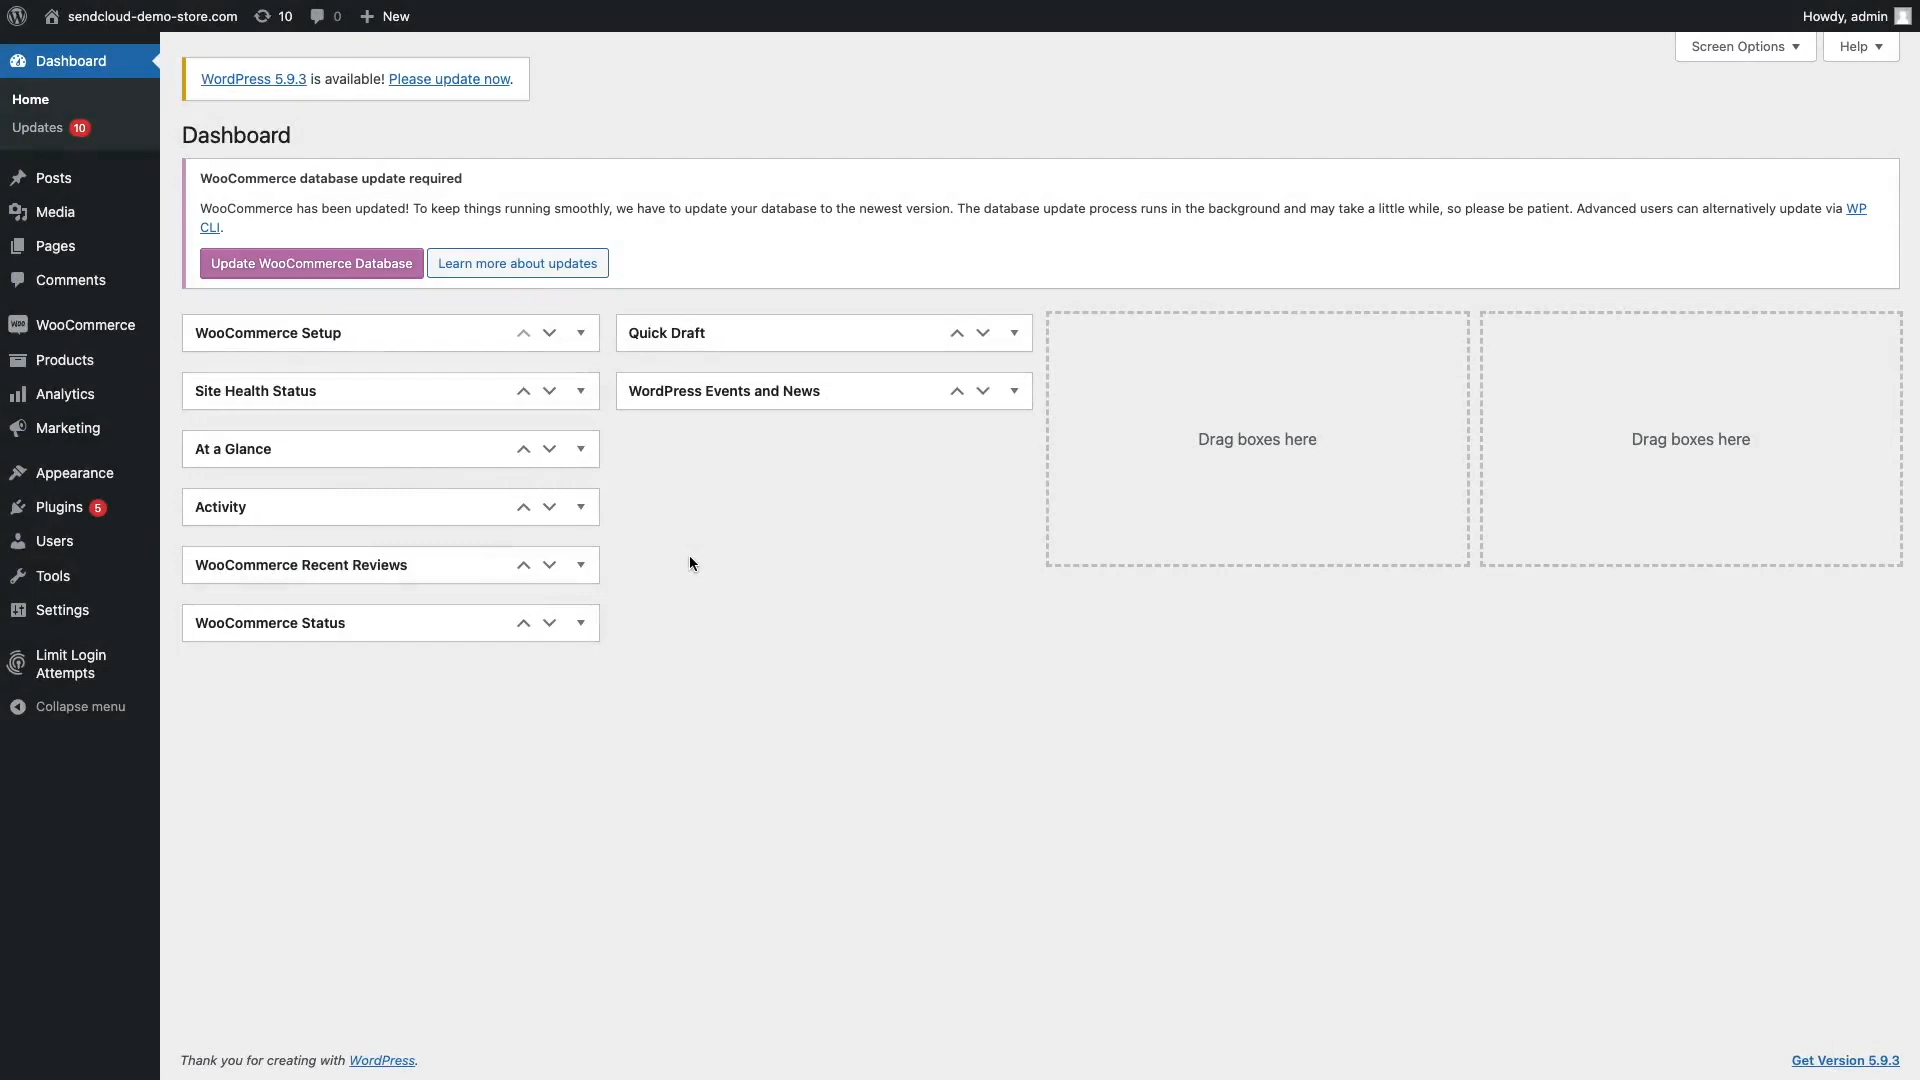 sendcloud-demo-store.com
10
0
New
Howdy, admin
Dashboard
Home
Updates 10
Posts
Media
Pages
Comments
WooCommerce
Products
Analytics
Marketing
Appearance
Plugins 5
Users
Tools
Settings
Limit Login
Attempts
Collapse menu
Screen Options
Help
WordPress 5.9.3 is available! Please update now.
Dashboard
WooCommerce database update required
WooCommerce has been updated! To keep things running smoothly, we have to update your database to the newest version. The database update process runs in the background and may take a little while, so please be patient. Advanced users can alternatively update via WP
CLI.
Update WooCommerce Database
Learn more about updates
WooCommerce Setup
Site Health Status
At a Glance
Activity
WooCommerce Recent Reviews
WooCommerce Status
Quick Draft
WordPress Events and News
Drag boxes here
Drag boxes here
Thank you for creating with WordPress.
Get Version 5.9.3